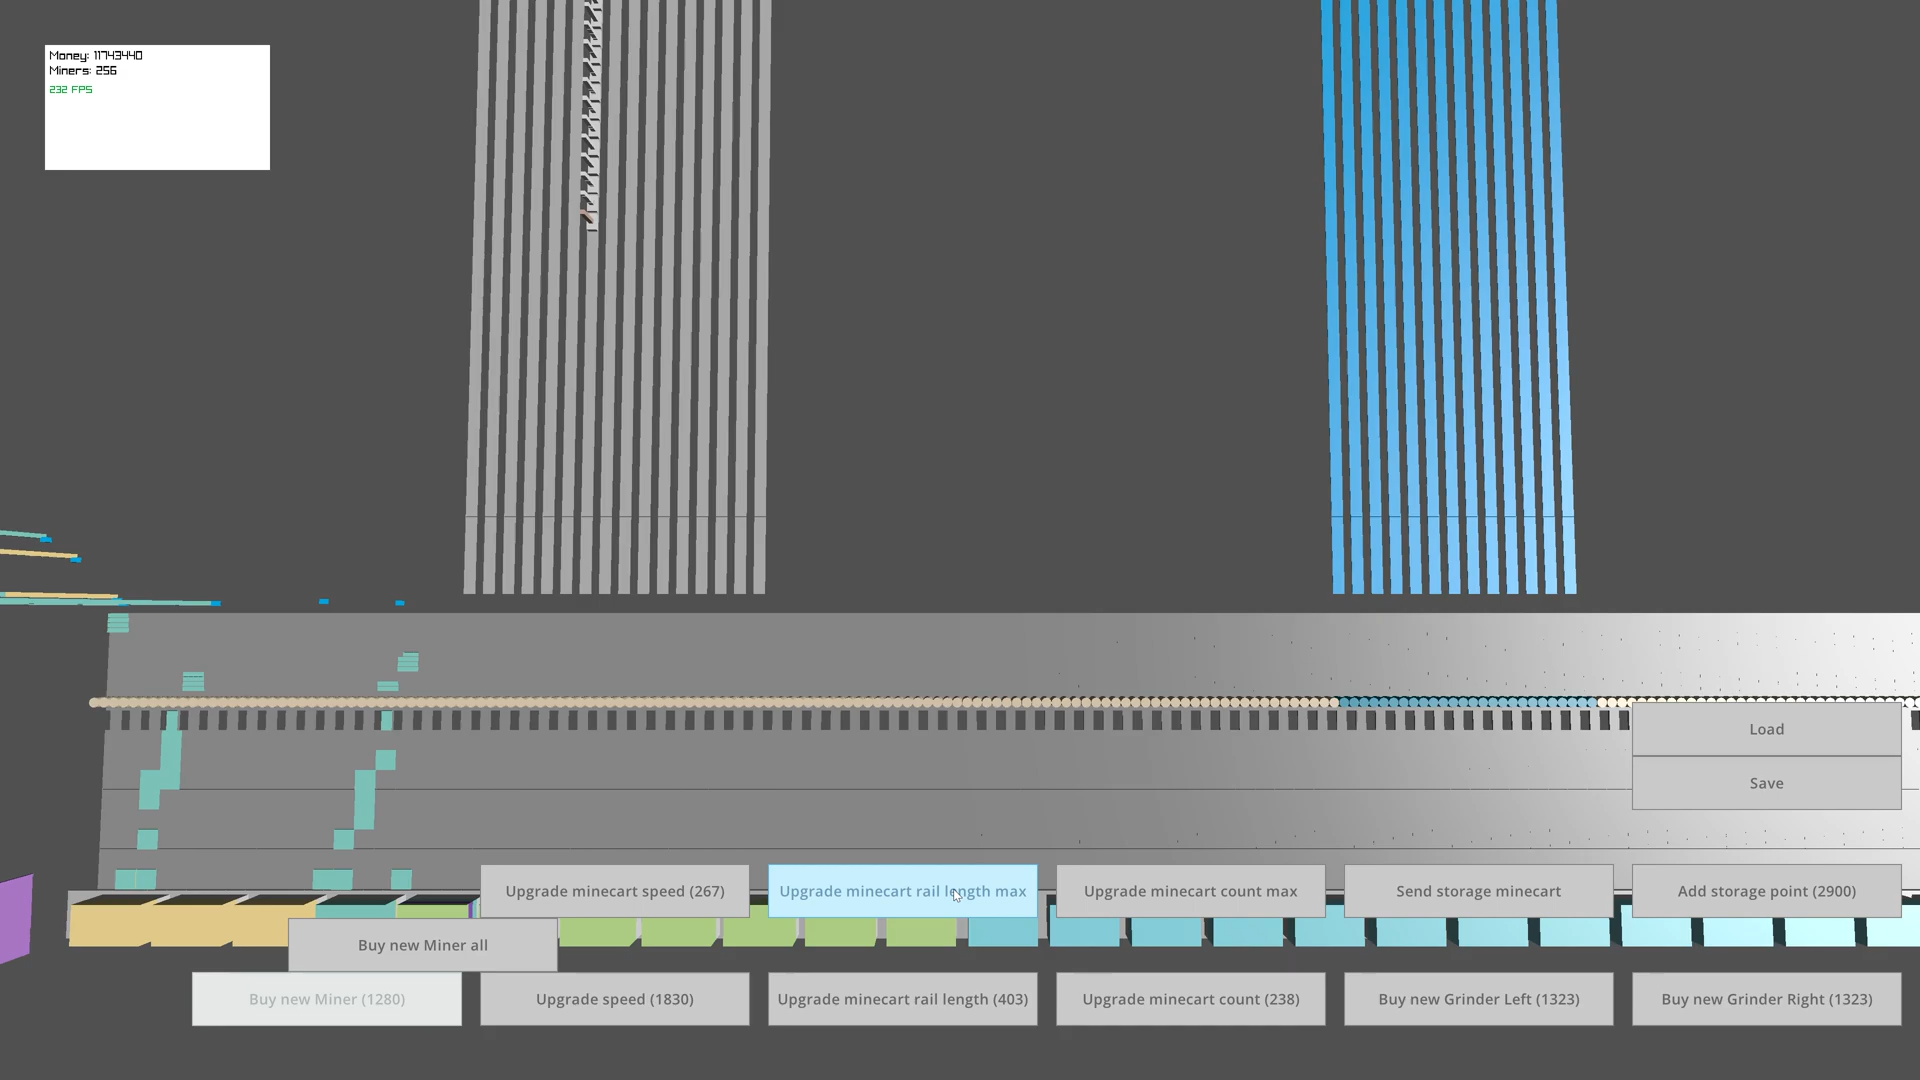 Money: 11743440
Miners: 256
232 FPS
Load
Save
Upgrade minecart speed (267)
Upgrade minecart rail length max
Upgrade minecart count max
Send storage minecart
Add storage point (2900)
Buy new Miner all
Buy new Miner (1280)
Upgrade speed (1830)
Upgrade minecart rail length (403)
Upgrade minecart count (238)
Buy new Grinder Left (1323)
Buy new Grinder Right (1323)